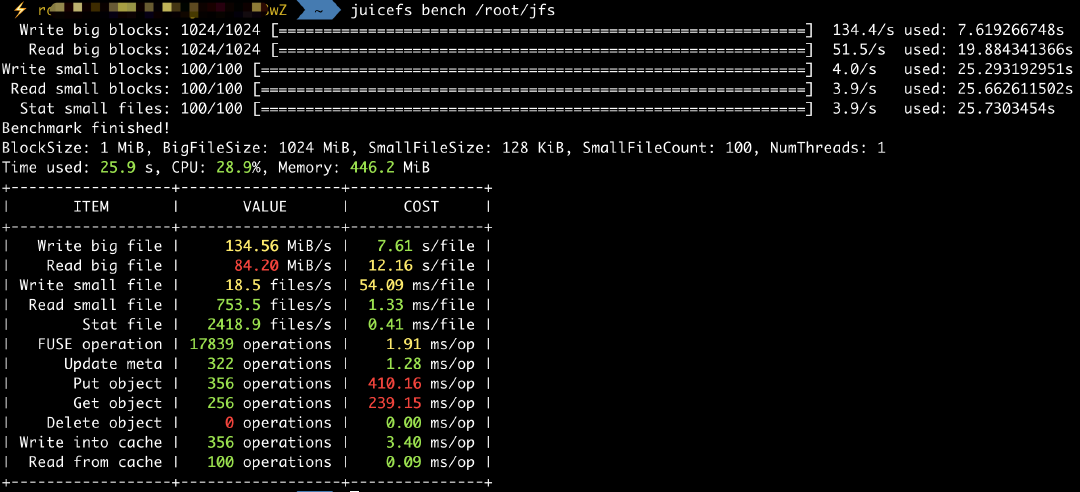 ~ juicefs bench /root/jfs
Write big blocks: 1024/1024 [==============================================================] 134.4/s used: 7.619266748s
Read big blocks: 1024/1024 [==============================================================] 51.5/s used: 19.884341366s
Write small blocks: 100/100 [==============================================================] 4.0/s used: 25.293192951s
Read small blocks: 100/100 [==============================================================] 3.9/s used: 25.662611502s
Stat small files: 100/100 [==============================================================] 3.9/s used: 25.7303454s
Benchmark finished!
BlockSize: 1 MiB, BigFileSize: 1024 MiB, SmallFileSize: 128 KiB, SmallFileCount: 100, NumThreads: 1
Time used: 25.9 s, CPU: 28.9%, Memory: 446.2 MiB
+------------------+------------------+---------------+
| ITEM | VALUE | COST |
+------------------+------------------+---------------+
| Write big file | 134.56 MiB/s | 7.61 s/file |
| Read big file | 84.20 MiB/s | 12.16 s/file |
| Write small file | 18.5 files/s | 54.09 ms/file |
| Read small file | 753.5 files/s | 1.33 ms/file |
| Stat file | 2418.9 files/s | 0.41 ms/file |
| FUSE operation | 17839 operations | 1.91 ms/op |
| Update meta | 322 operations | 1.28 ms/op |
| Put object | 356 operations | 410.16 ms/op |
| Get object | 256 operations | 239.15 ms/op |
| Delete object | 0 operations | 0.00 ms/op |
| Write into cache | 356 operations | 3.40 ms/op |
| Read from cache | 100 operations | 0.09 ms/op |
+------------------+------------------+---------------+